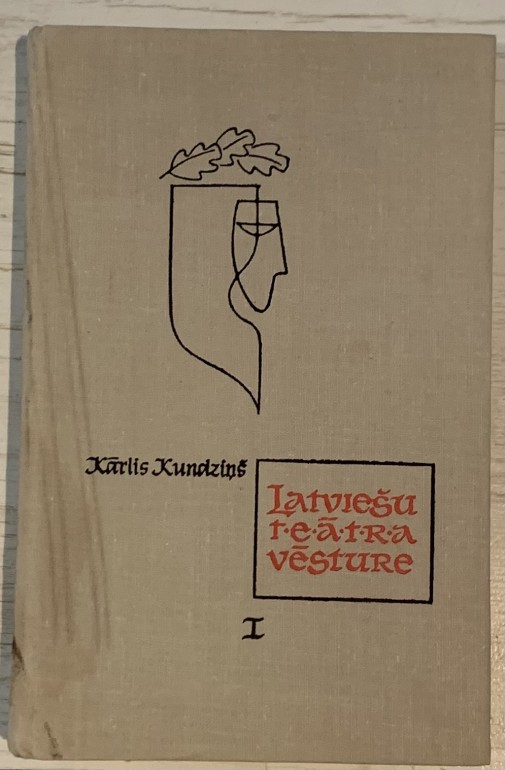 Kārlis Kundziņš
Latviešu
t·e·ā·t·r·a
vēsture
I